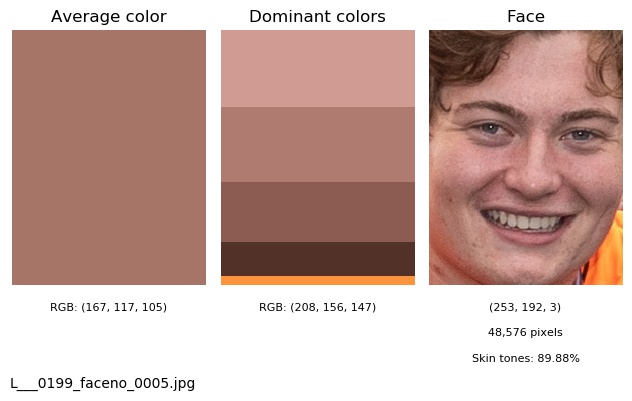 Average color
Dominant colors
Face
RGB: (167, 117, 105)
RGB: (208, 156, 147)
(253, 192, 3)
48,576 pixels
Skin tones: 89.88%
L___0199_faceno_0005.jpg